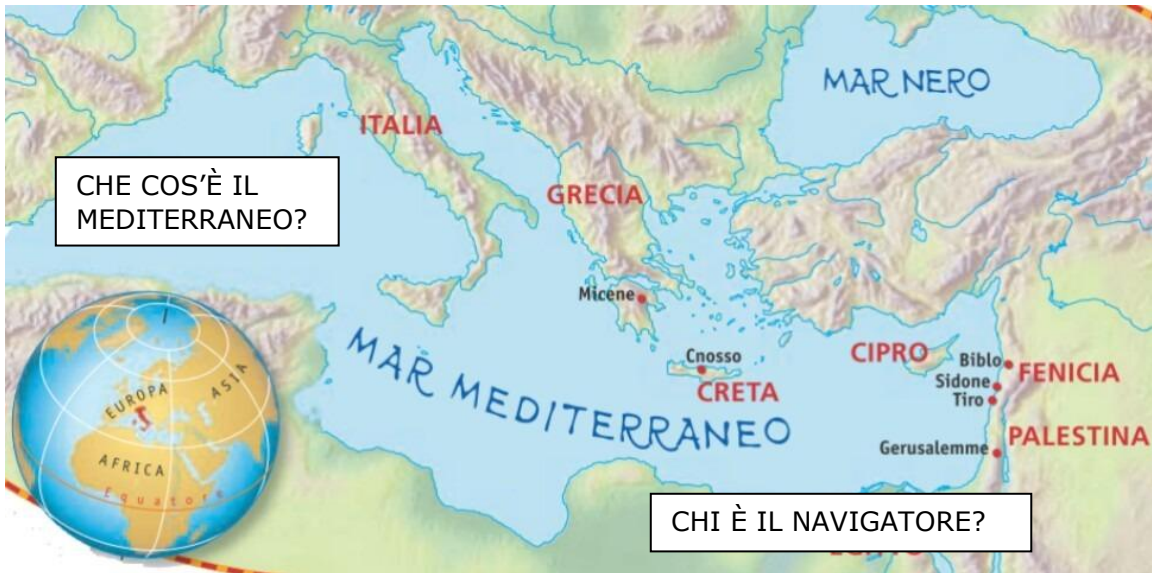 MAR NERO
ITALIA
CHE COS’È IL
MEDITERRANEO?
GRECIA
Micene
MAR MEDITERRANEO
Cnosso
CRETA
CIPRO
Biblo
FENICIA
Sidone
Tiro
PALESTINA
Gerusalemme
EUROPA
ASIA
AFRICA
Equatore
CHI È IL NAVIGATORE?